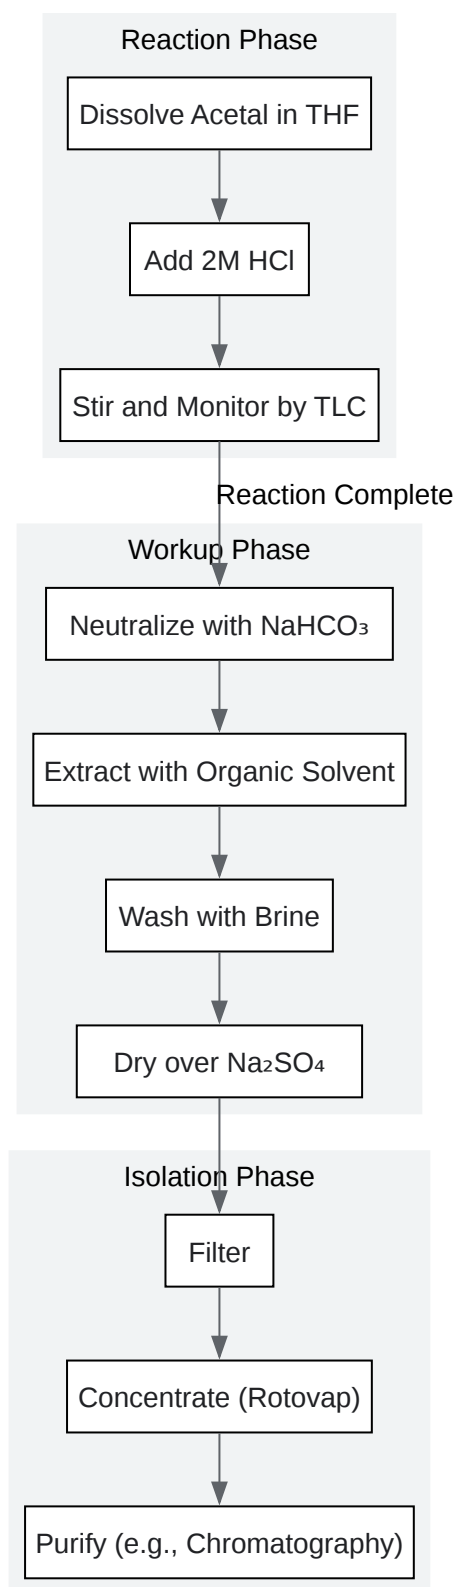 Reaction Phase
Dissolve Acetal in THF
Add 2M HCl
Stir and Monitor by TLC
Reaction Complete
Workup Phase
Neutralize with NaHCO₃
Extract with Organic Solvent
Wash with Brine
Dry over Na₂SO₄
Isolation Phase
Filter
Concentrate (Rotovap)
Purify (e.g., Chromatography)